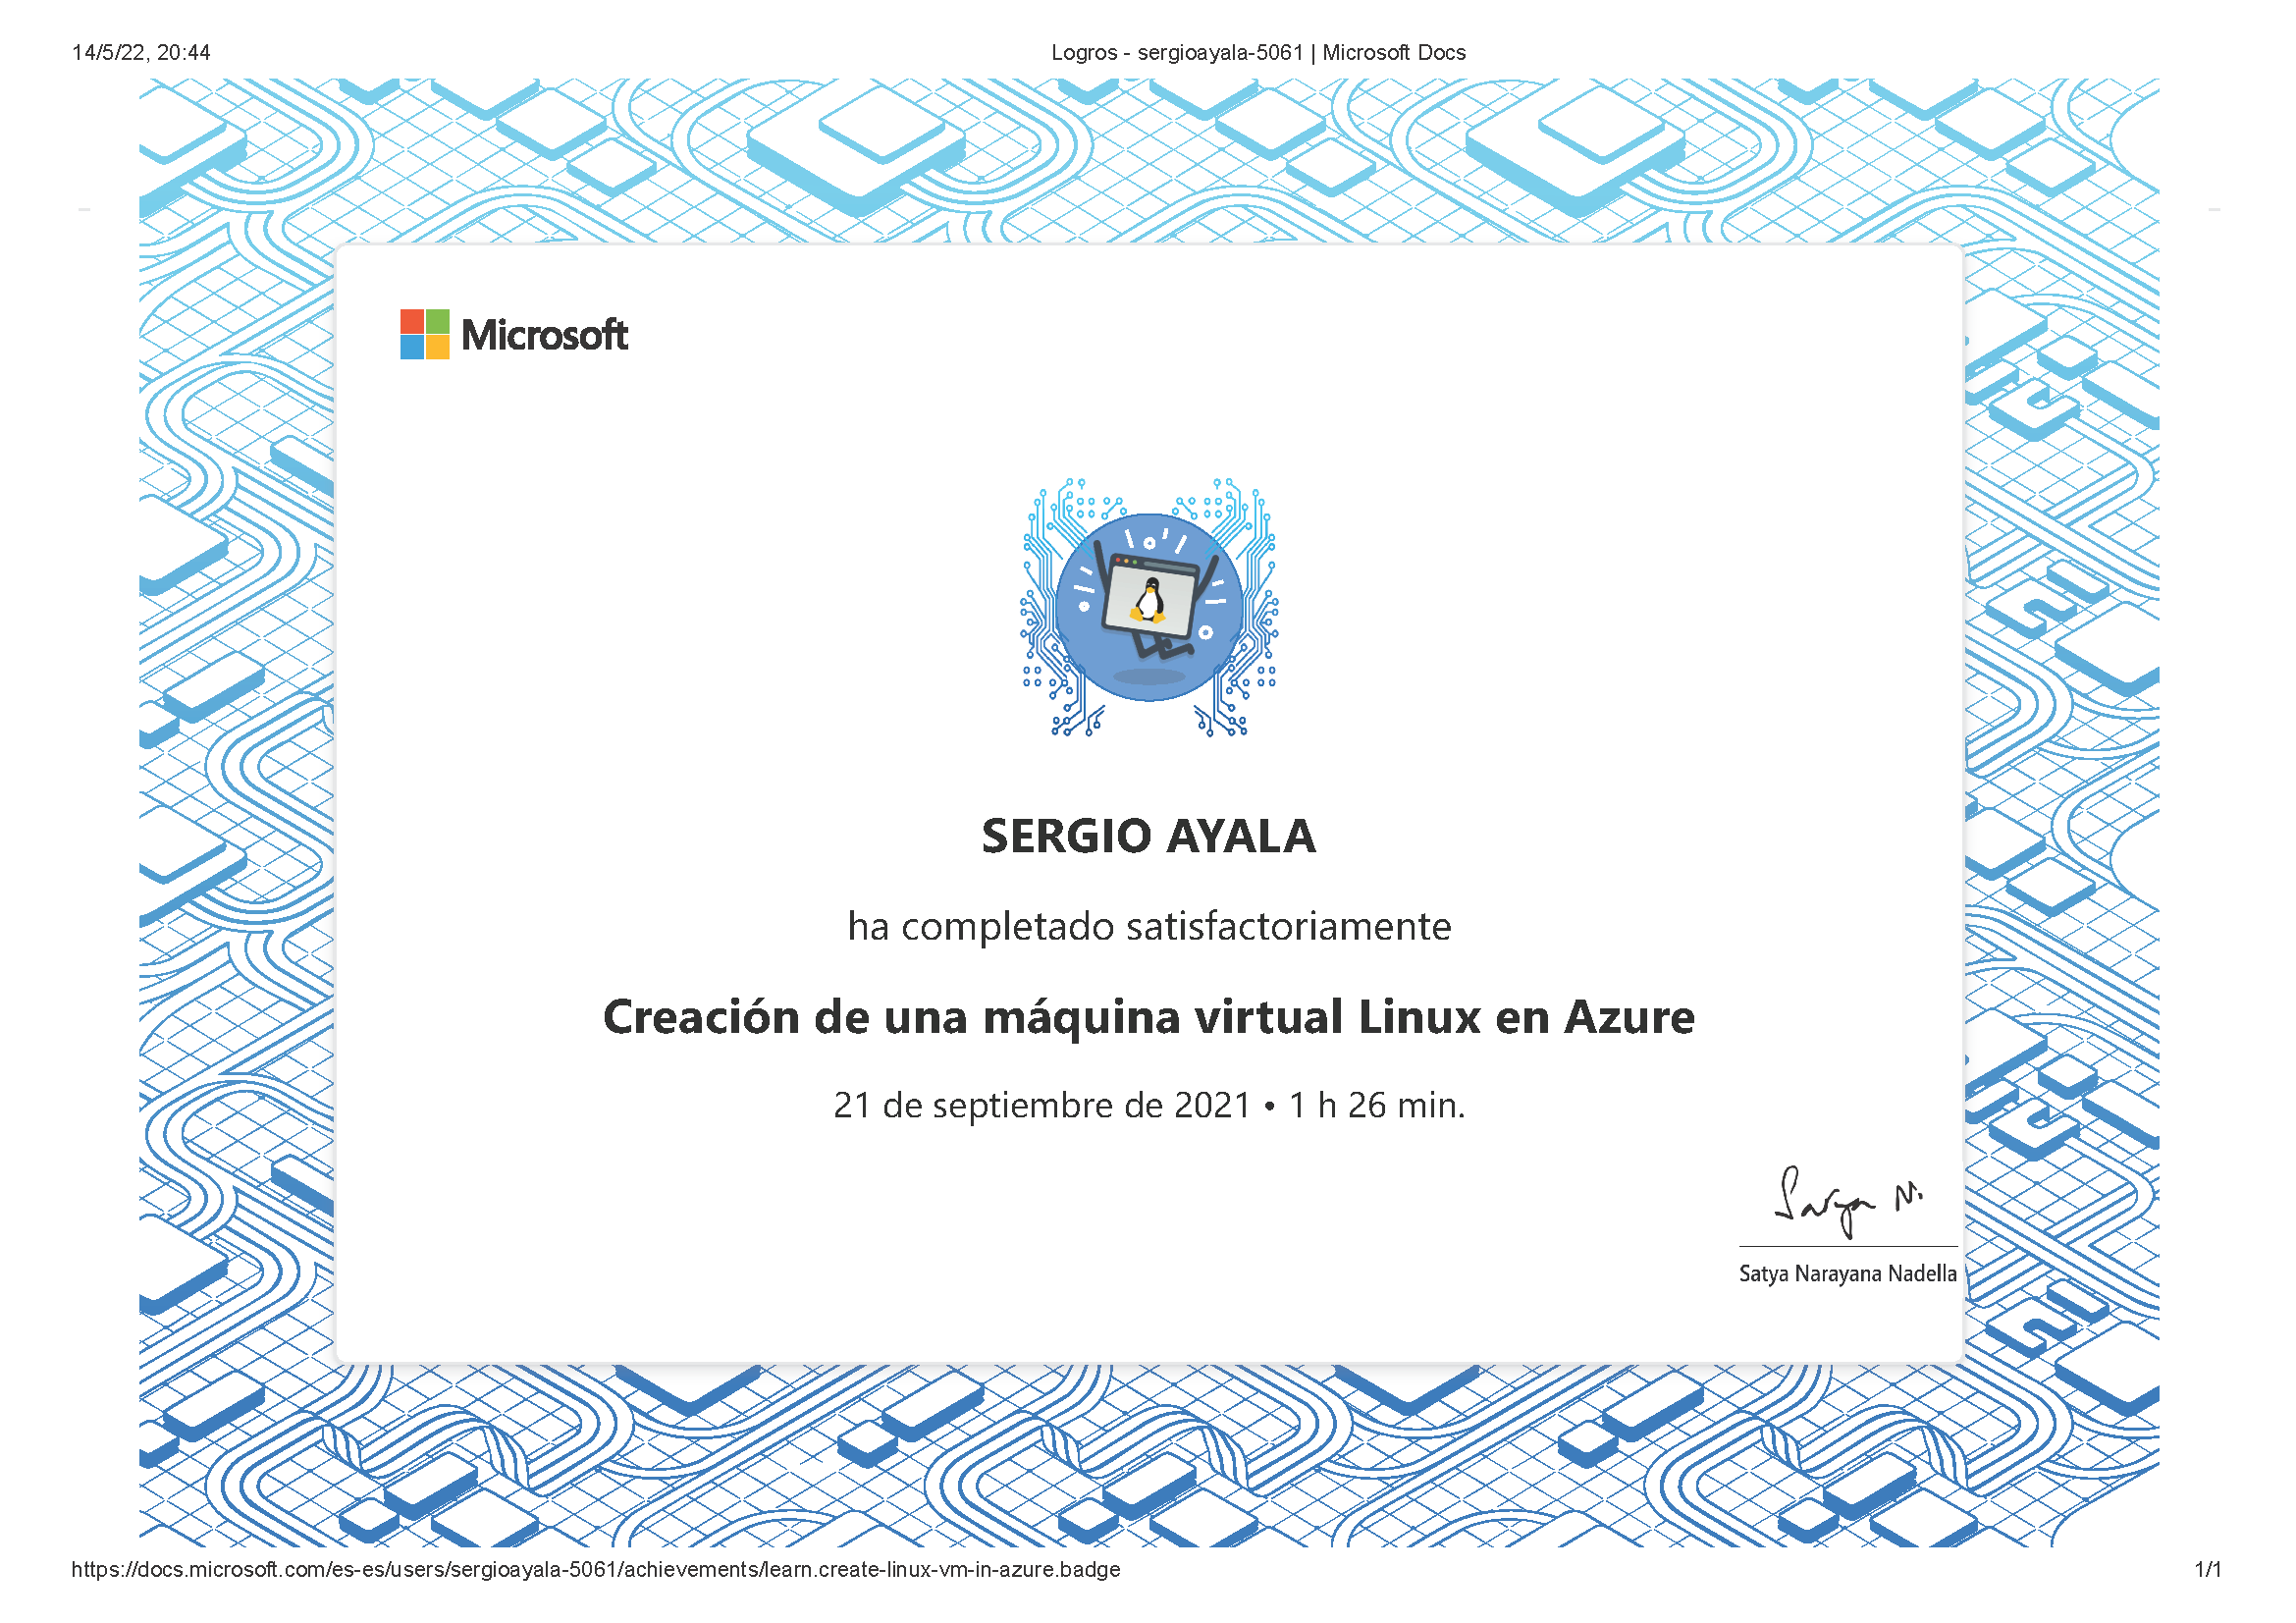 14/5/22, 20:44
Logros - sergioayala-5061 | Microsoft Docs
Microsoft
SERGIO AYALA
ha completado satisfactoriamente
Creación de una máquina virtual Linux en Azure
21 de septiembre de 2021 • 1 h 26 min.
Satya N.
Satya Narayana Nadella
https://docs.microsoft.com/es-es/users/sergioayala-5061/achievements/learn.create-linux-vm-in-azure.badge
1/1